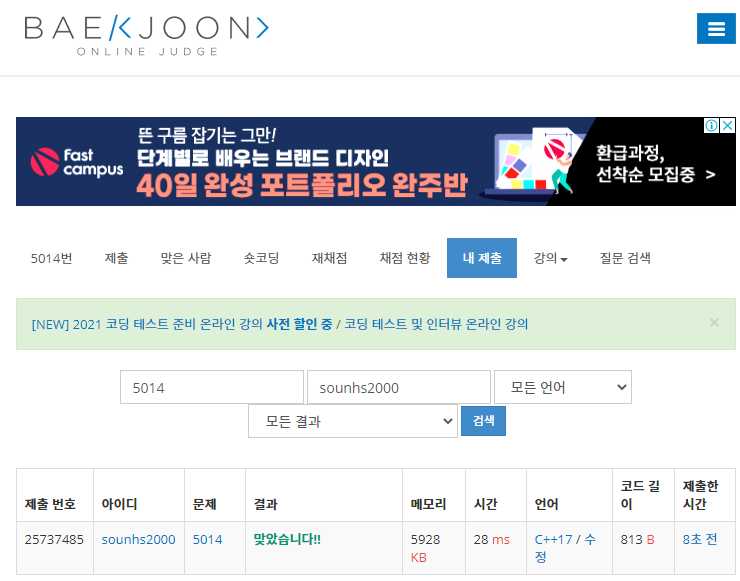 BAEKJOON
ONLINE JUDGE
Fast campus
뜬 구름 잡기는 그만!
단계별로 배우는 브랜드 디자인
40일 완성 포트폴리오 완주반
환급과정,
선착순 모집중 >
5014번 제출 맞은 사람 숏코딩 재채점 채점 현황 내 제출 강의 질문 검색
[NEW] 2021 코딩 테스트 준비 온라인 강의 사전 할인 중 / 코딩 테스트 및 인터뷰 온라인 강의 ×
5014 sounhs2000 모든 언어
모든 결과 검색
제출 번호 아이디 문제 결과 메모리 시간 언어 코드 길이 제출한 시간
25737485 sounhs2000 5014 맞았습니다!! 5928 KB 28 ms C++17 / 수정 813 B 8초 전